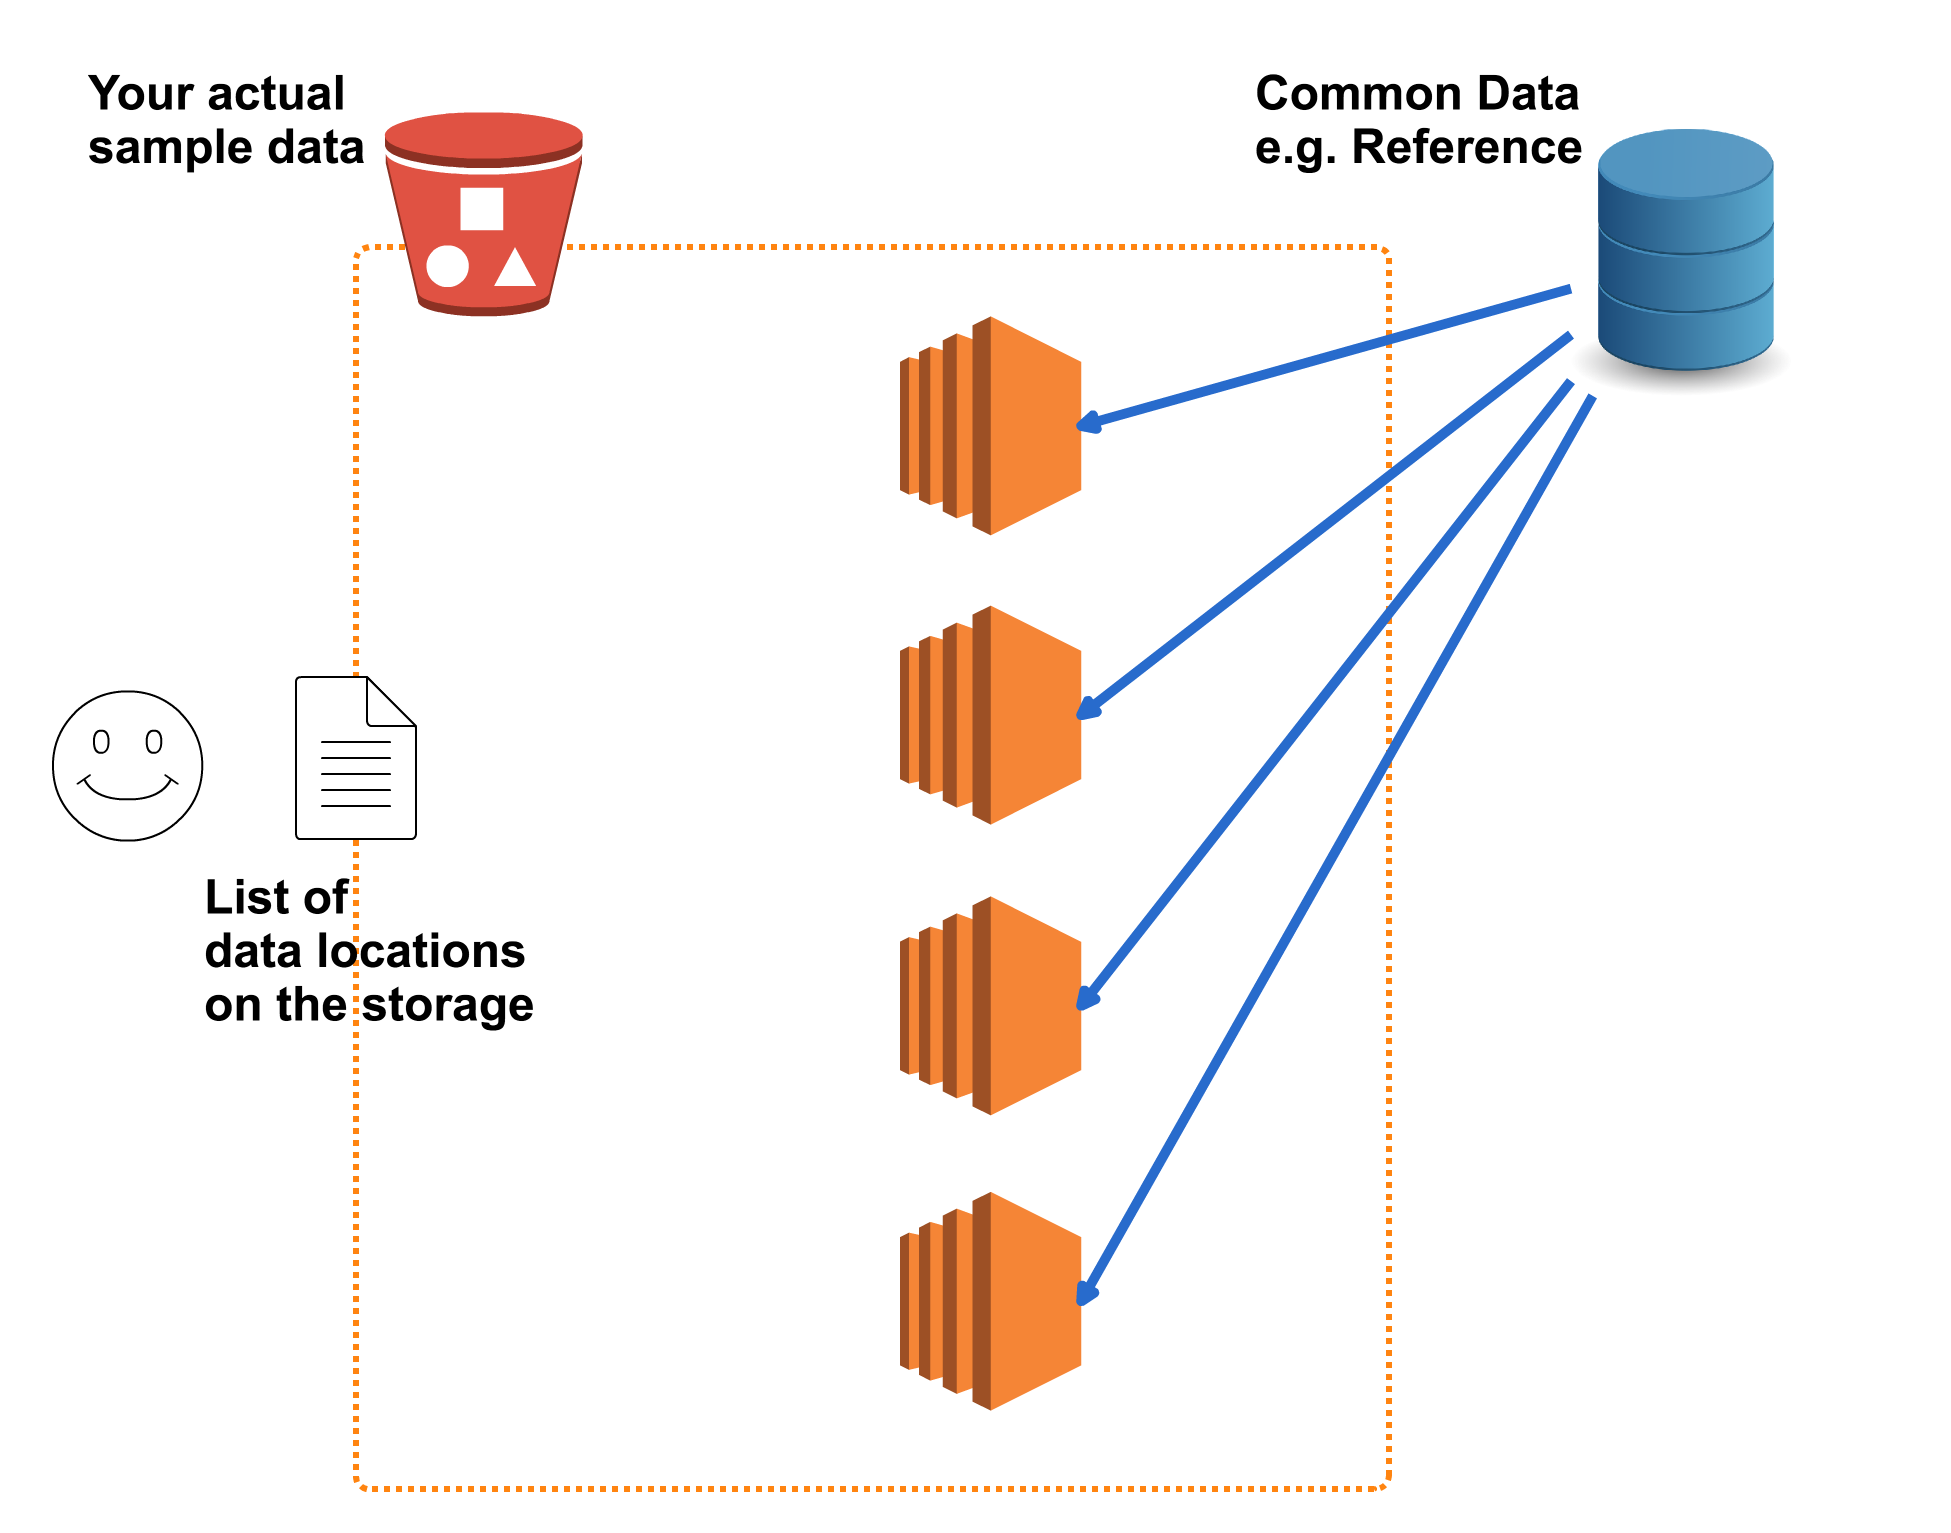 Your actual
sample data
Common Data
e.g. Reference
List of
data locations
on the storage